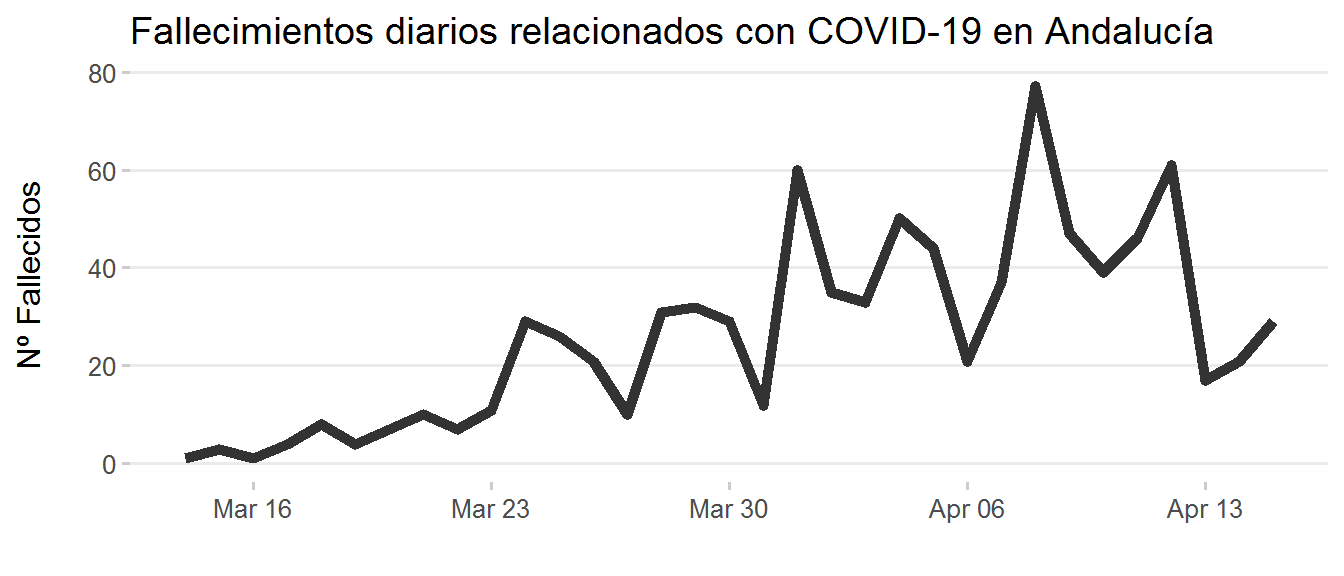 Fallecimientos diarios relacionados con COVID-19 en Andalucía
Nº Fallecidos
80
60
40
20
0
Mar 16 Mar 23 Mar 30 Apr 06 Apr 13